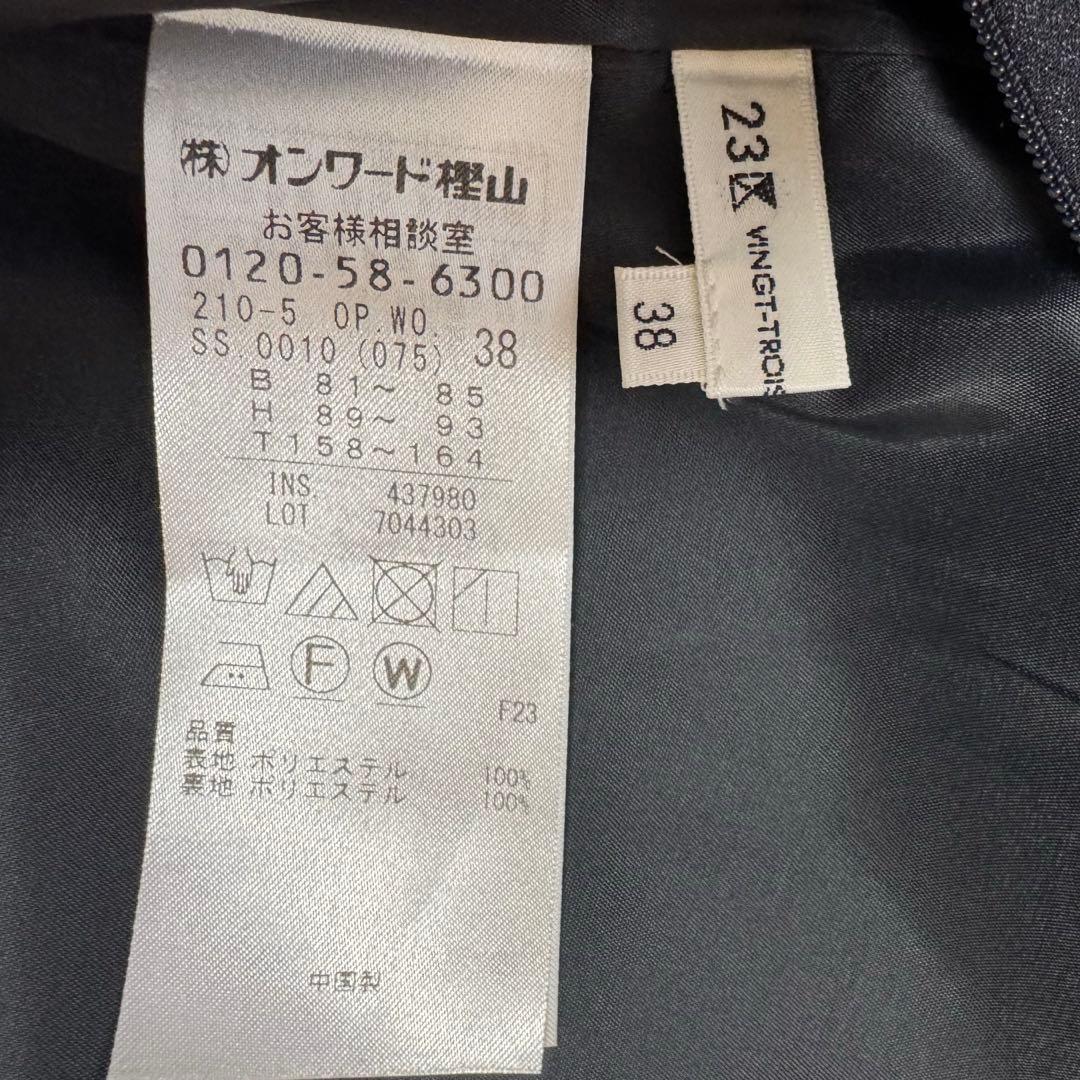 ㈱オンワード樫山
お客様相談室
0120-58-6300
210-5 OP.WO.
SS 0010 (075) 38
B 81～ 85
H 89～ 93
T 158～164
INS. 437980
LOT 7044303
F
W
F23
品質
表地 ポリエステル 100%
裏地 ポリエステル 100%
中国製
23区 VINGT-TROIS
38